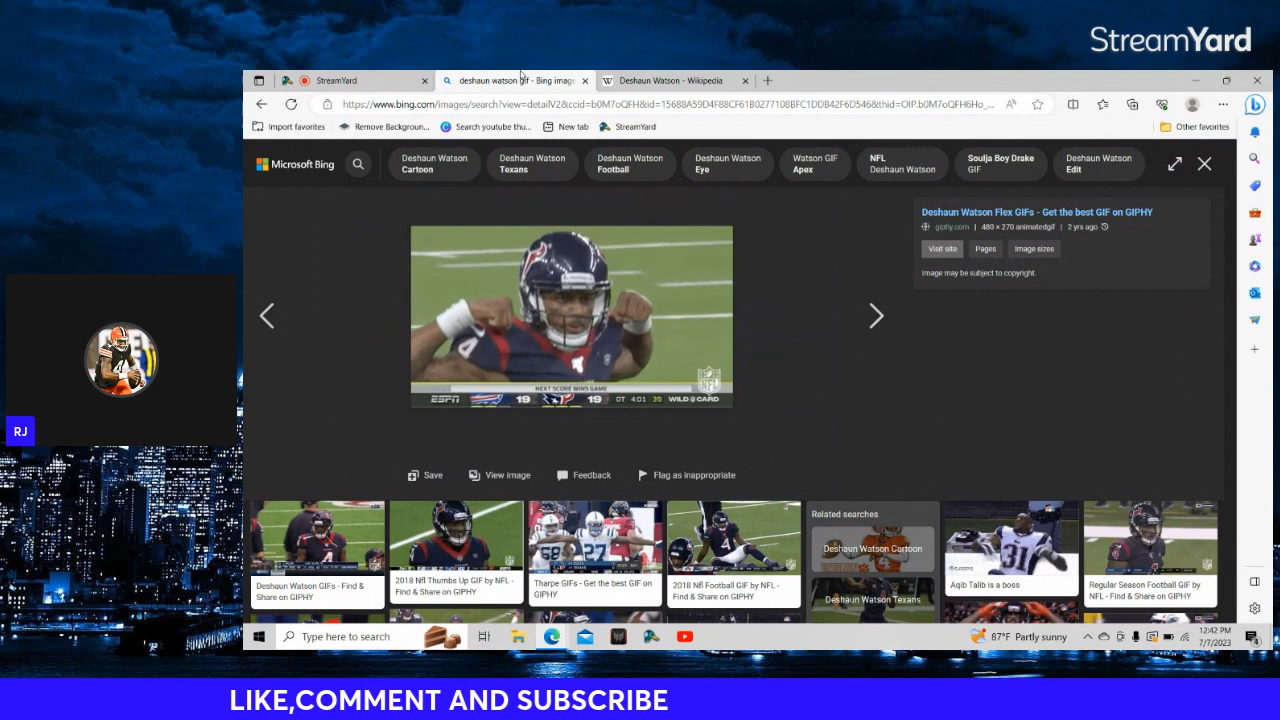 StreamYard
StreamYard
deshaun watson gif - Bing image
Deshaun Watson - Wikipedia
https://www.bing.com/images/search?view=detailV2&ccid=b0M7oQFH&id=15688A59D4F88CF61B0277108BFC1DDB42F6D546&thid=OIP.b0M7oQFH6Ho_...
Import favorites
Remove Backgroun...
Search youtube thu...
New tab
StreamYard
Other favorites
Microsoft Bing
Deshaun Watson
Cartoon
Deshaun Watson
Texans
Deshaun Watson
Football
Deshaun Watson
Eye
Watson GIF
Apex
NFL
Deshaun Watson
Soulja Boy Drake
GIF
Deshaun Watson
Edit
Deshaun Watson Flex GIFs - Get the best GIF on GIPHY
giphy.com | 480 × 270 animatedgif | 2 yrs ago
Visit site
Pages
Image sizes
Image may be subject to copyright.
4
NFL
NEXT SCORE WINS GAME
ESPN 19 19 OT 4:01 39 WILD CARD
RJ
Save
View image
Feedback
Flag as inappropriate
Deshaun Watson GIFs - Find &
Share on GIPHY
2018 Nfl Thumbs Up GIF by NFL -
Find & Share on GIPHY
58
27
Tharpe GIFs - Get the best GIF on
GIPHY
4
2018 Nfl Football GIF by NFL -
Find & Share on GIPHY
Related searches
Deshaun Watson Cartoon
Deshaun Watson Texans
31
Aqib Talib is a boss
Regular Season Football GIF by
NFL - Find & Share on GIPHY
Type here to search
87°F Partly sunny
12:42 PM
7/7/2023
4
LIKE,COMMENT AND SUBSCRIBE